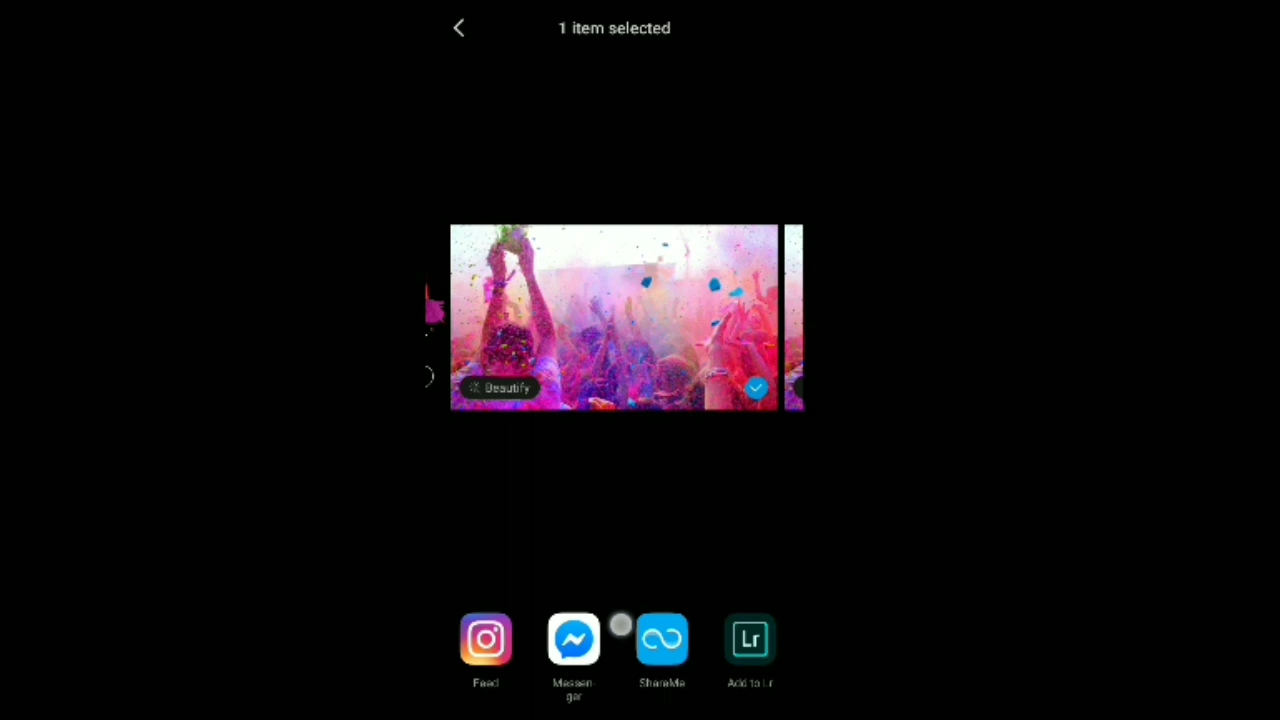 1 item selected
Beautify
Feed
Messen-
ger
ShareMe
Lr
Add to Lr